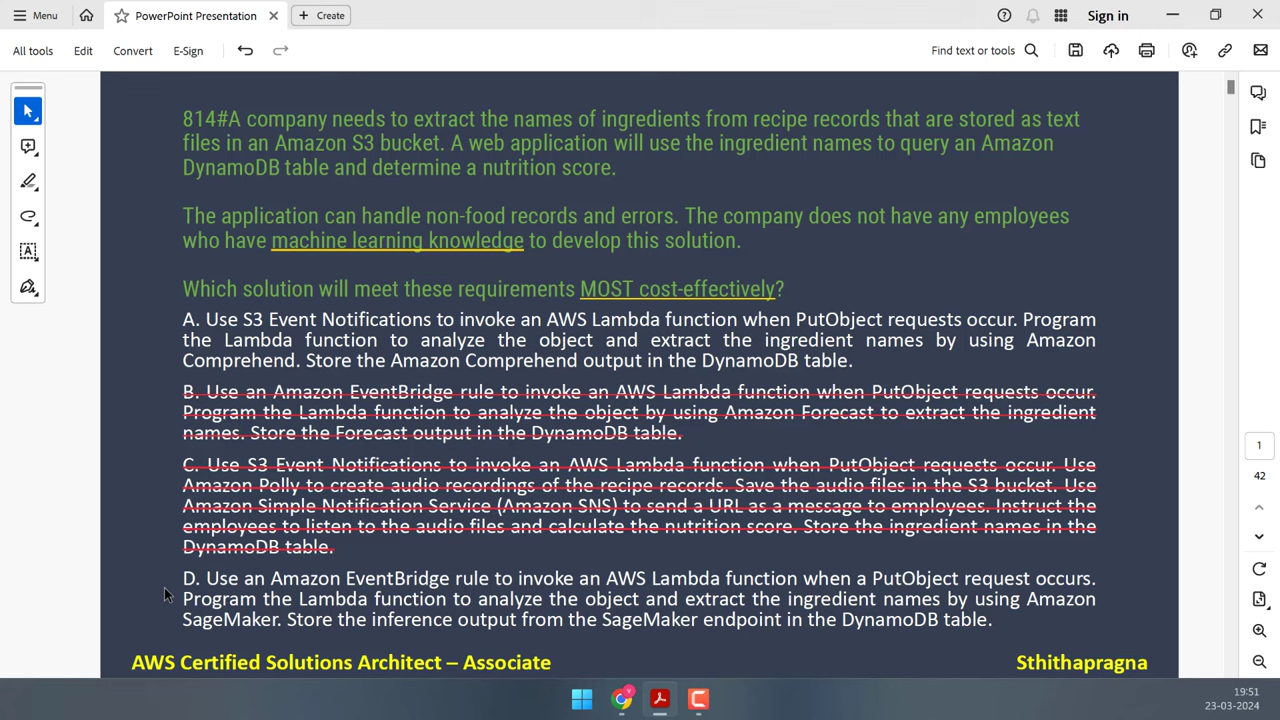 Menu
PowerPoint Presentation
Create
Sign in
All tools
Edit
Convert
E-Sign
Find text or tools
814#A company needs to extract the names of ingredients from recipe records that are stored as text
files in an Amazon S3 bucket. A web application will use the ingredient names to query an Amazon
DynamoDB table and determine a nutrition score.
The application can handle non-food records and errors. The company does not have any employees
who have machine learning knowledge to develop this solution.
Which solution will meet these requirements MOST cost-effectively?
A. Use S3 Event Notifications to invoke an AWS Lambda function when PutObject requests occur. Program
the Lambda function to analyze the object and extract the ingredient names by using Amazon
Comprehend. Store the Amazon Comprehend output in the DynamoDB table.
B. Use an Amazon EventBridge rule to invoke an AWS Lambda function when PutObject requests occur.
Program the Lambda function to analyze the object by using Amazon Forecast to extract the ingredient
names. Store the Forecast output in the DynamoDB table.
C. Use S3 Event Notifications to invoke an AWS Lambda function when PutObject requests occur. Use
Amazon Polly to create audio recordings of the recipe records. Save the audio files in the S3 bucket. Use
Amazon Simple Notification Service (Amazon SNS) to send a URL as a message to employees. Instruct the
employees to listen to the audio files and calculate the nutrition score. Store the ingredient names in the
DynamoDB table.
D. Use an Amazon EventBridge rule to invoke an AWS Lambda function when a PutObject request occurs.
Program the Lambda function to analyze the object and extract the ingredient names by using Amazon
SageMaker. Store the inference output from the SageMaker endpoint in the DynamoDB table.
AWS Certified Solutions Architect – Associate
Sthithapragna
1
42
19:51
23-03-2024